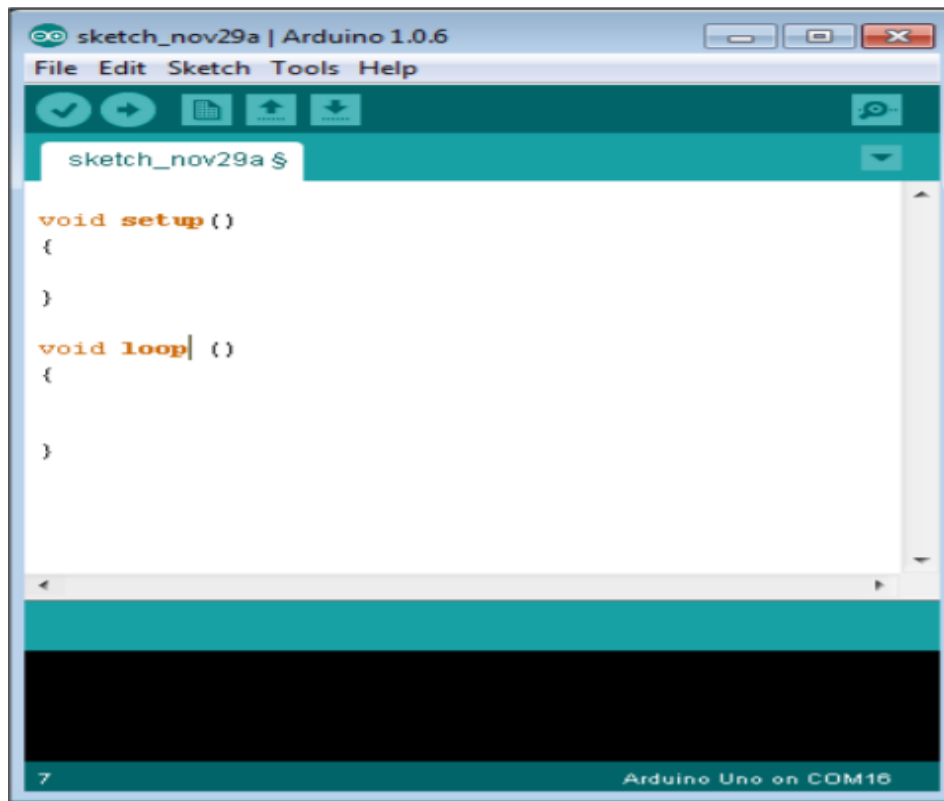 sketch_nov29a | Arduino 1.0.6
File Edit Sketch Tools Help
sketch_nov29a §
void setup()
{
}
void loop ()
{
}
7 Arduino Uno on COM16